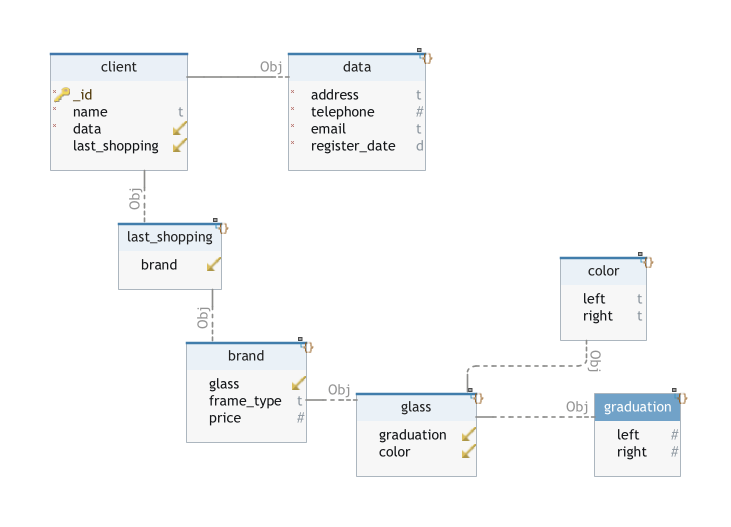 client
_id
name t
data
last_shopping
Obj
data
address t
telephone #
email t
register_date d
Obj
last_shopping
brand
Obj
brand
glass
frame_type t
price #
Obj
glass
graduation
color
color
left t
right t
Obj
Obj
graduation
left #
right #